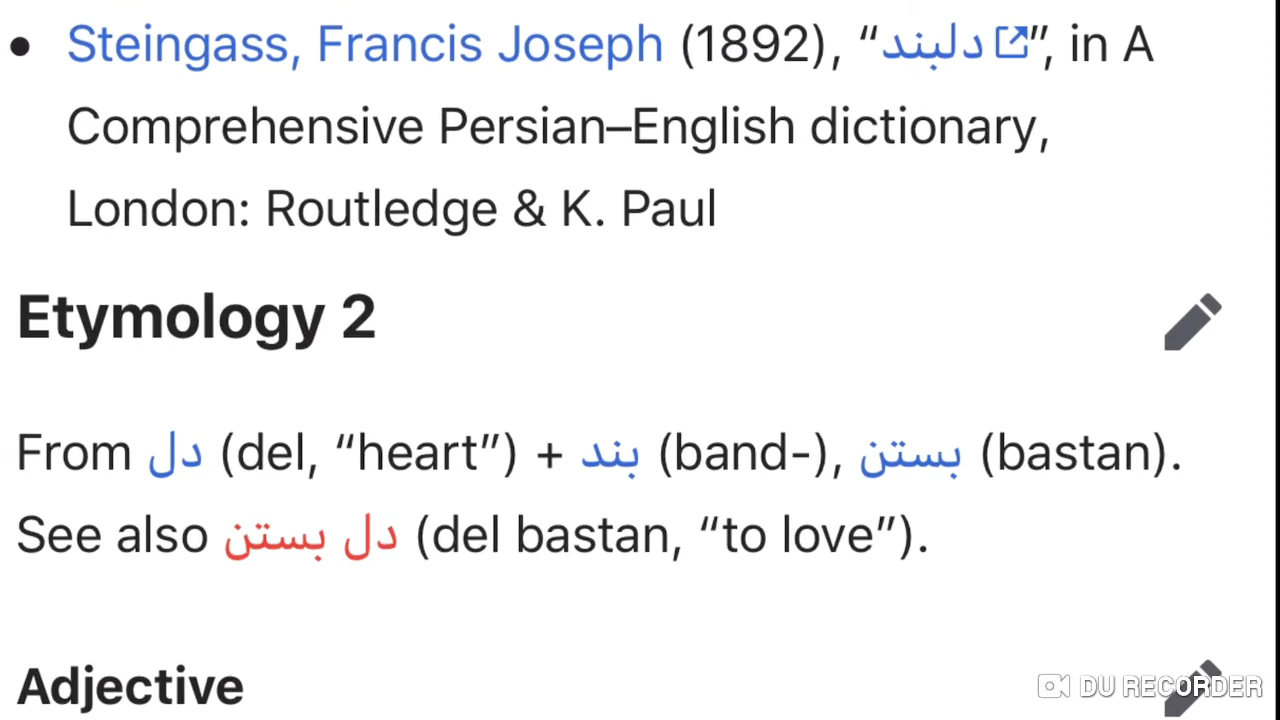 • Steingass, Francis Joseph (1892), “دلبند”, in A
Comprehensive Persian–English dictionary,
London: Routledge & K. Paul
Etymology 2
From دل (del, “heart”) + بند (band-), بستن (bastan).
See also دل بستن (del bastan, “to love”).
Adjective
DU RECORDER